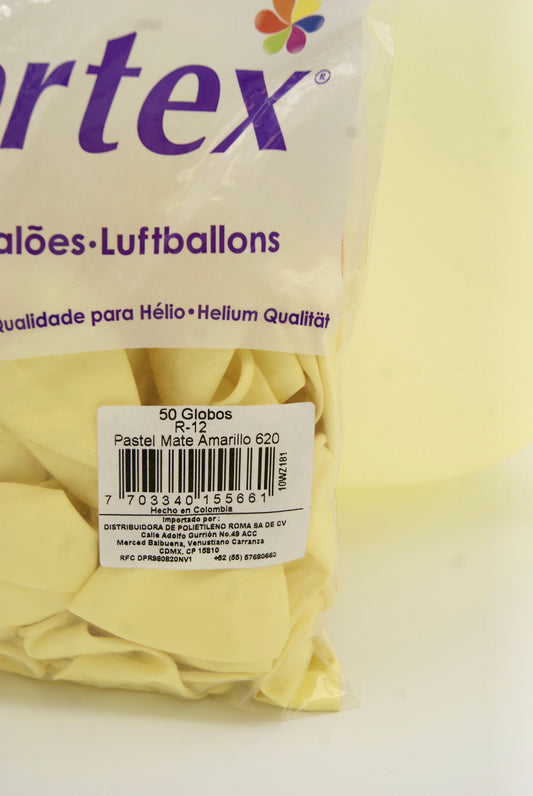 rtex®
alões•Luftballons
Qualidade para Hélio•Helium Qualität
50 Globos
R-12
Pastel Mate Amarillo 620
7 703340 155661
10WZ181
Hecho en Colombia
Importado por :
DISTRIBUIDORA DE POLIETILENO ROMA SA DE CV
Calle Adolfo Gurrión No.49 ACC
Merced Balbuena, Venustiano Carranza
CDMX, CP 15810
RFC DPR980820NV1 +52 (55) 57680663